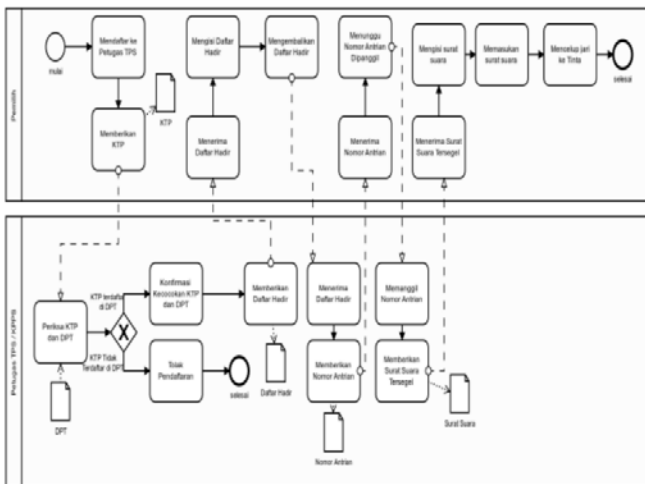 Pemilih
mulai
Mendaftar ke
Petugas TPS
Memberikan
KTP
KTP
Mengisi Daftar
Hadir
Menerima
Daftar Hadir
Mengembalikan
Daftar Hadir
Menunggu
Nomor Antrian
Dipanggil
Menerima
Nomor Antrian
Mengisi surat
suara
Menerima Surat
Suara Tersegel
Memasukan
surat suara
Mencelup jari
ke Tinta
selesai
Petugas TPS / KPPS
Periksa KTP
dan DPT
DPT
KTP terdaftar
di DPT
KTP Tidak
Terdaftar di DPT
Konfirmasi
Kecocokan KTP
dan DPT
Tolak
Pendaftaran
selesai
Memberikan
Daftar Hadir
Daftar Hadir
Menerima
Daftar Hadir
Memberikan
Nomor Antrian
Nomor Antrian
Memanggil
Nomor Antrian
Memberikan
Surat Suara
Tersegel
Surat Suara